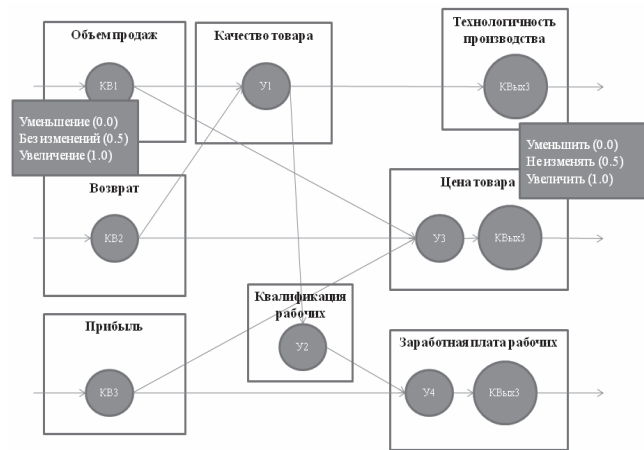 Объем продаж
КВ1
Уменьшение (0.0)
Без изменений (0.5)
Увеличение (1.0)
Качество товара
У1
Технологичность
производства
КВых3
Уменьшить (0.0)
Не изменять (0.5)
Увеличить (1.0)
Возврат
КВ2
Цена товара
У3
КВых3
Квалификация
рабочих
У2
Прибыль
КВ3
Заработная плата рабочих
У4
КВых3